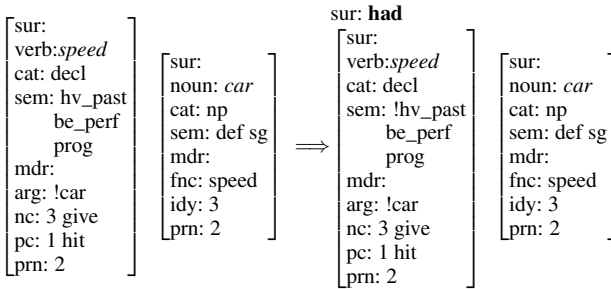 sur:
verb:speed
cat: decl
sem: hv_past
be_perf
prog
mdr:
arg: !car
nc: 3 give
pc: 1 hit
prn: 2
sur:
noun: car
cat: np
sem: def sg
mdr:
fnc: speed
idy: 3
prn: 2
⟹
sur: had
sur:
verb:speed
cat: decl
sem: !hv_past
be_perf
prog
mdr:
arg: !car
nc: 3 give
pc: 1 hit
prn: 2
sur:
noun: car
cat: np
sem: def sg
mdr:
fnc: speed
idy: 3
prn: 2